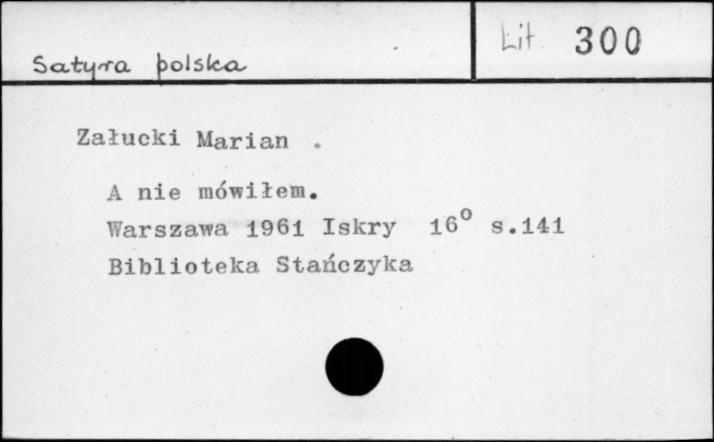 Satyra polska
Lit 300
Załucki Marian .
A nie mówiłem.
Warszawa 1961 Iskry 16° s.141
Biblioteka Stańczyka